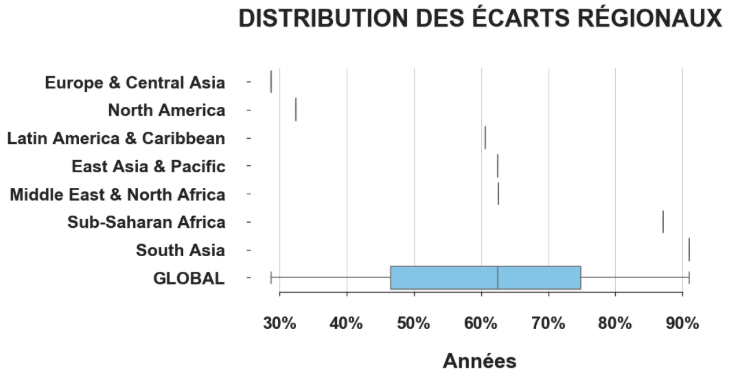 DISTRIBUTION DES ÉCARTS RÉGIONAUX
Europe & Central Asia
North America
Latin America & Caribbean
East Asia & Pacific
Middle East & North Africa
Sub-Saharan Africa
South Asia
GLOBAL
30% 40% 50% 60% 70% 80% 90%
Années